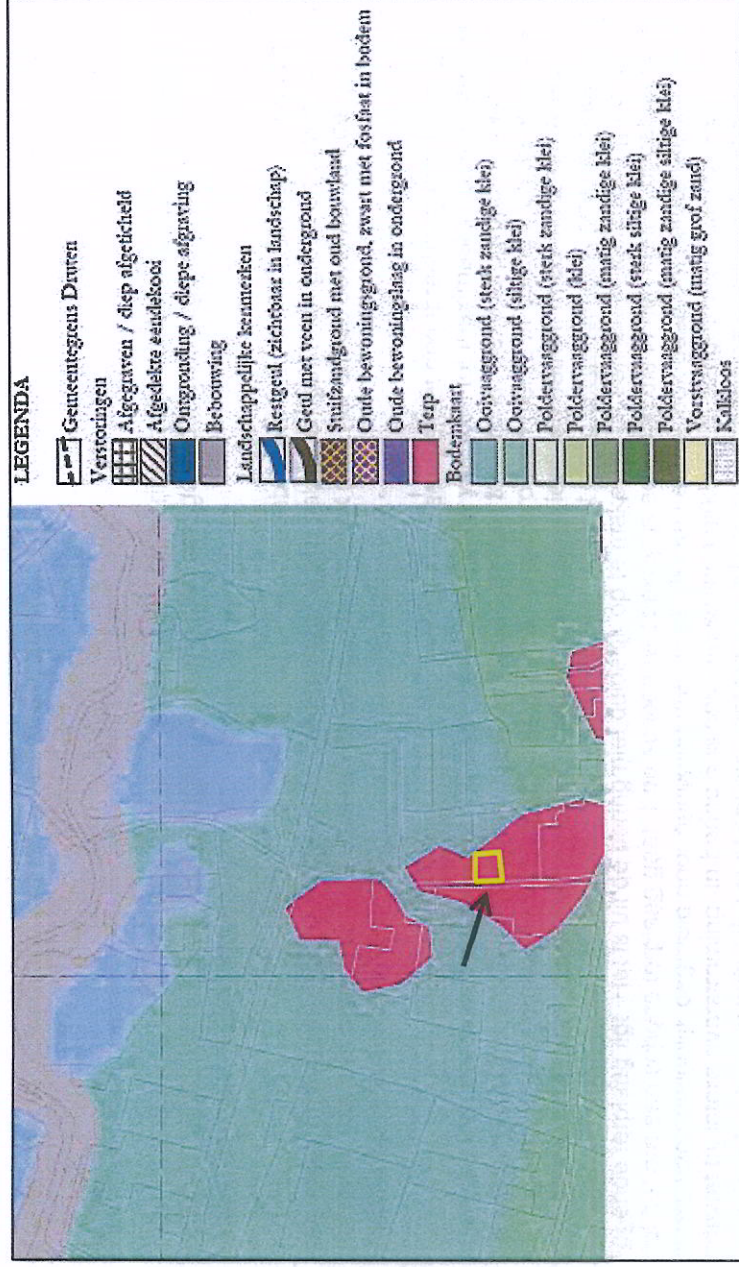 LEGENDA
Gemeentegrens Druten
Verstoringen
Afgegraven / diep afgeticheld
Afgedekte eendekooi
Ontgronding / diepe afgraving
Bebouwing
Landschappelijke kenmerken
Restgeul (zichtbaar in landschap)
Geul met veen in ondergrond
Stuifzandgrond met oud bouwland
Oude bewoningsgrond, zwart met fosfaat in bodem
Oude bewoningslaag in ondergrond
Terp
Bodemkaart
Ooivaaggrond (sterk zandige klei)
Ooivaaggrond (siltige klei)
Poldervaaggrond (sterk zandige klei)
Poldervaaggrond (klei)
Poldervaaggrond (matig zandige klei)
Poldervaaggrond (sterk siltige klei)
Poldervaaggrond (matig zandige siltige klei)
Vorstvaaggrond (matig grof zand)
Kalkloos